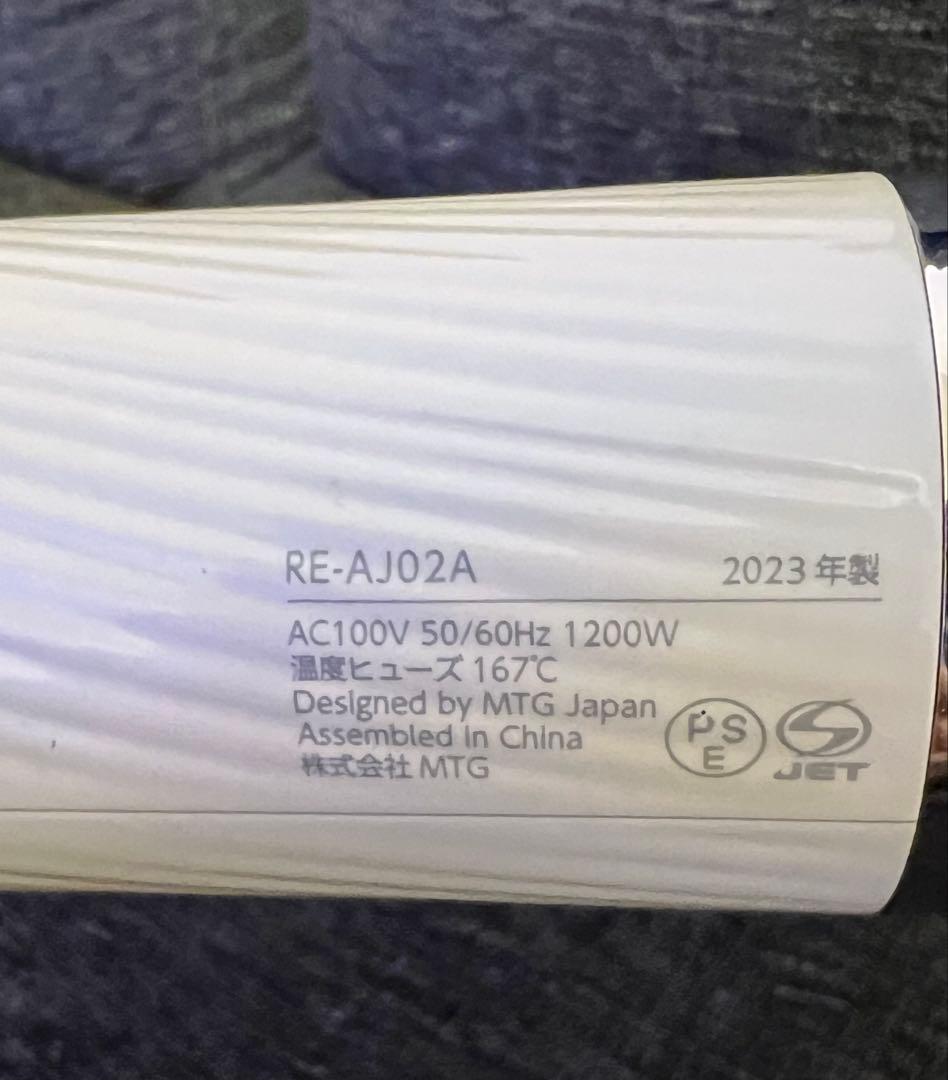 RE-AJ02A 2023年製
AC100V 50/60Hz 1200W
温度ヒューズ 167℃
Designed by MTG Japan
Assembled in China
株式会社 MTG
PSE
JET